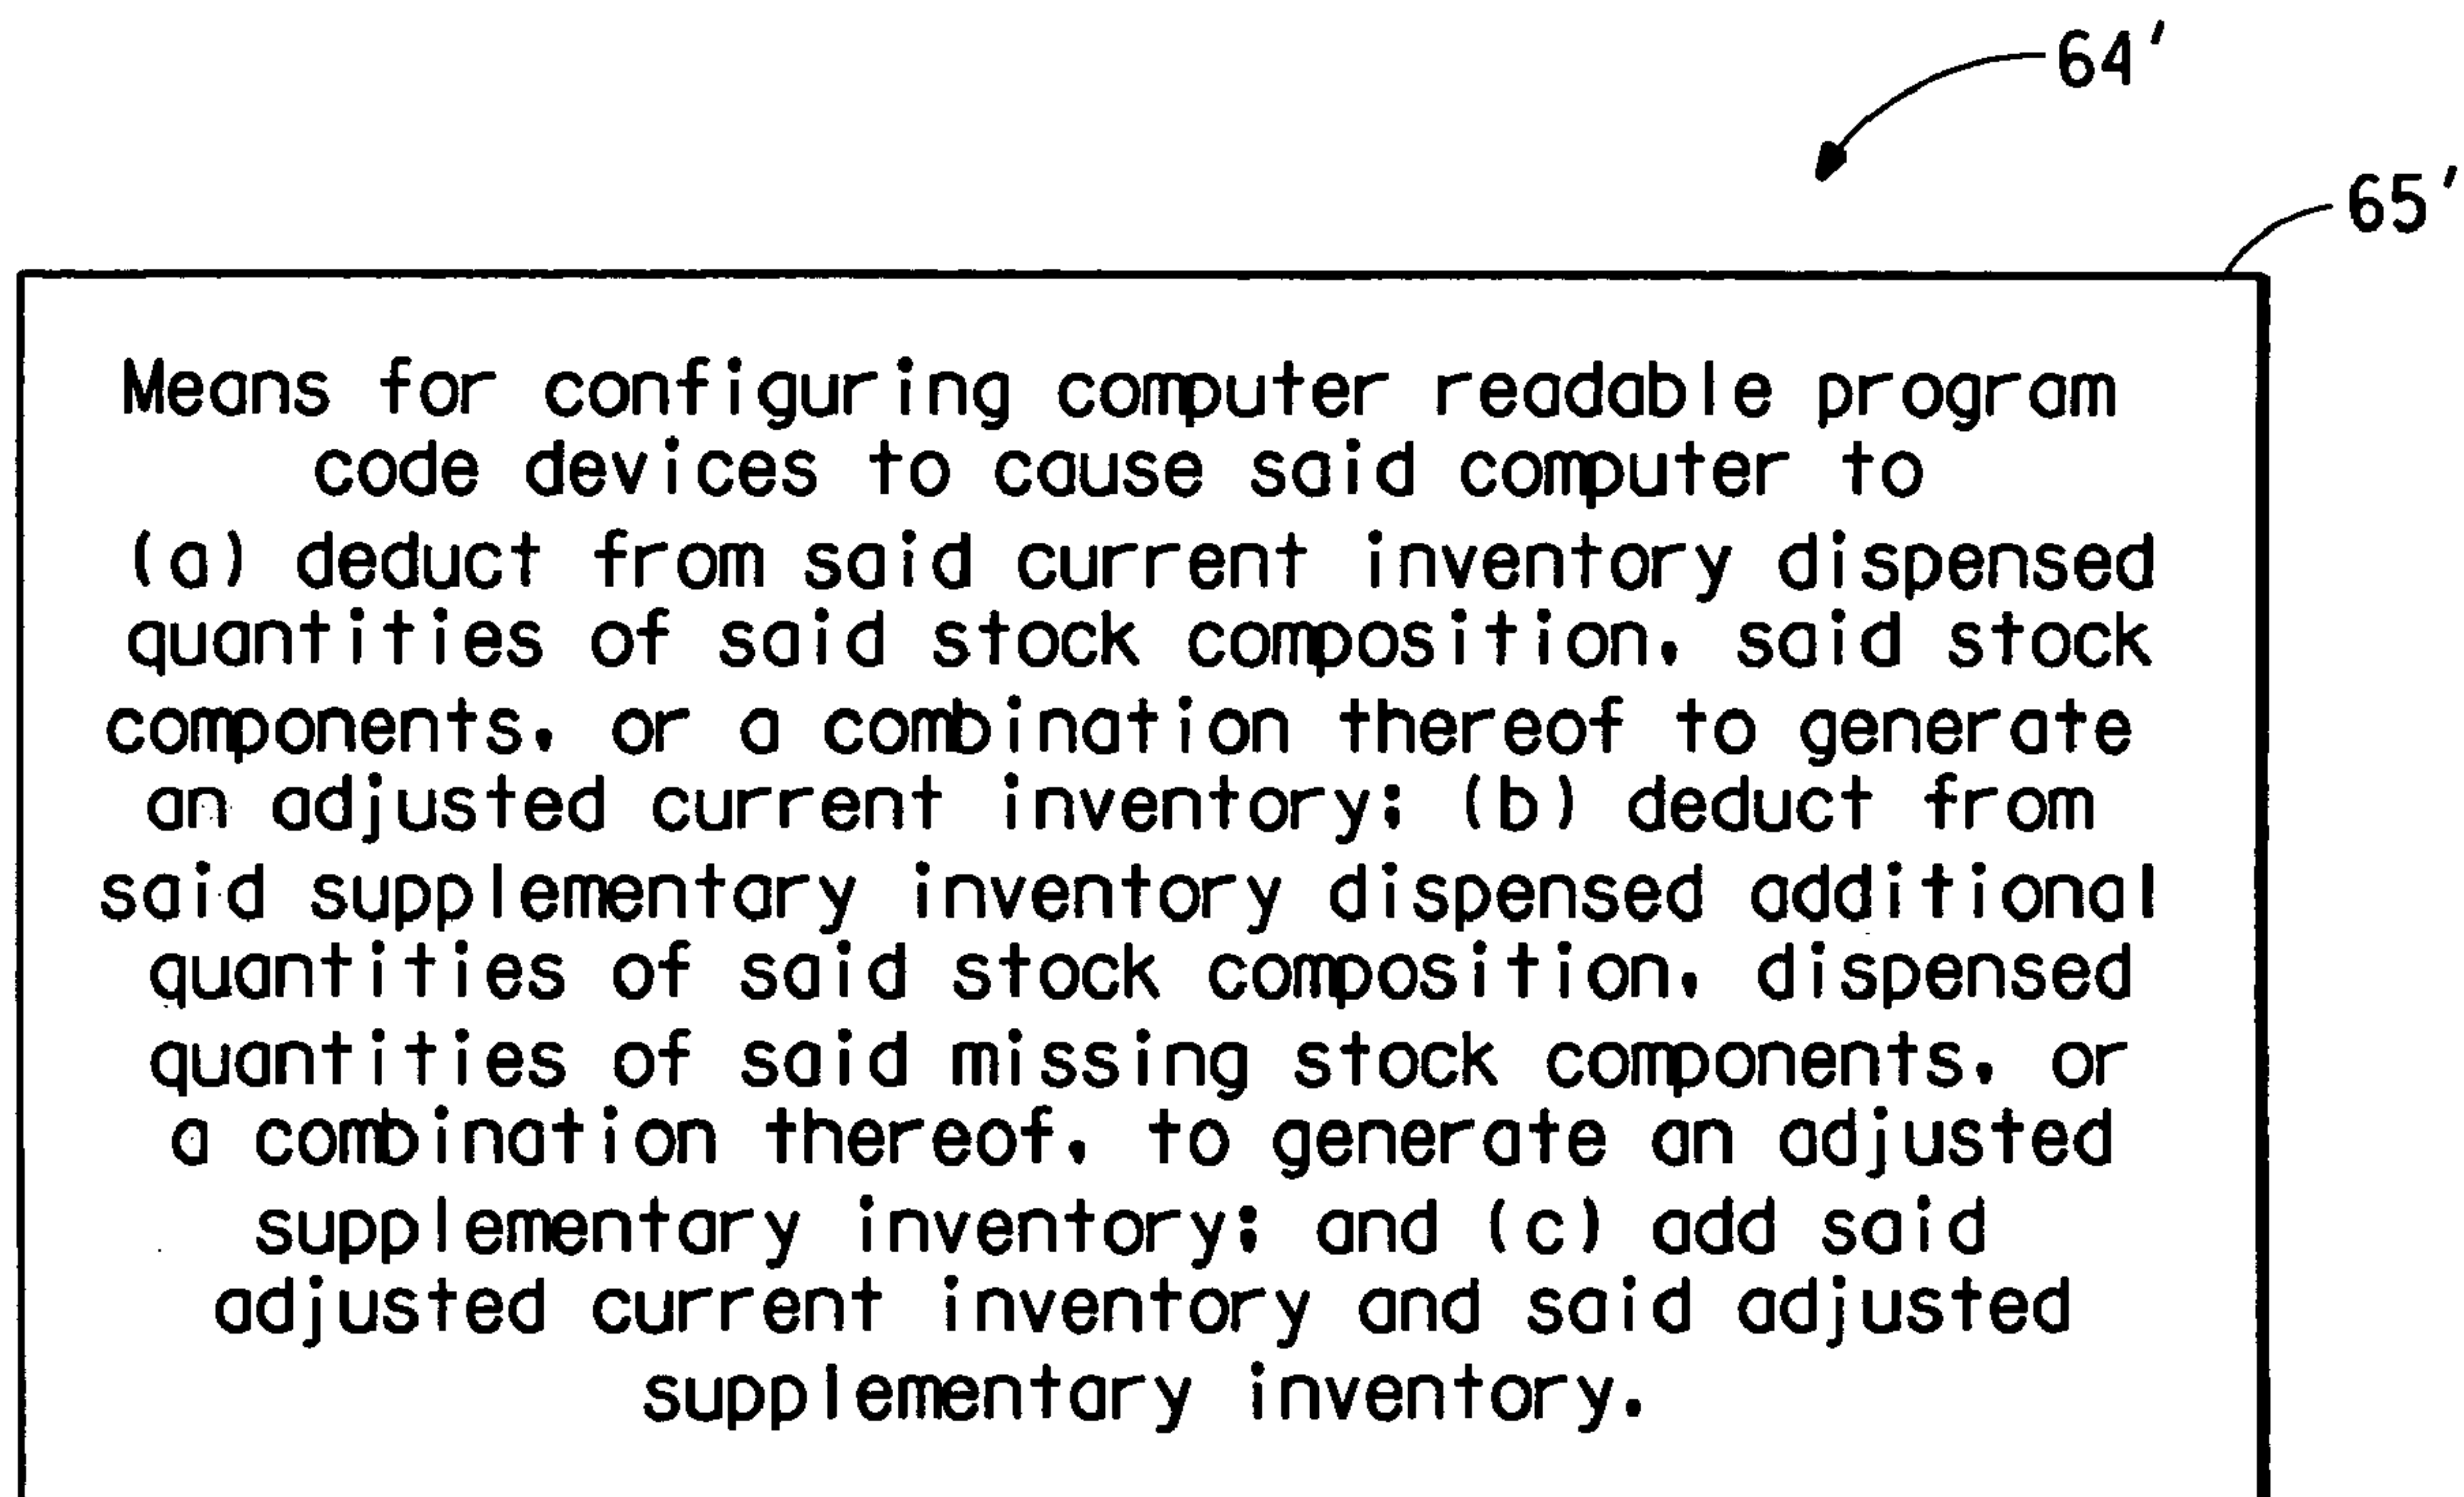 64'
65'
Means for configuring computer readable program
code devices to cause said computer to
(a) deduct from said current inventory dispensed
quantities of said stock composition, said stock
components, or a combination thereof to generate
an adjusted current inventory; (b) deduct from
said supplementary inventory dispensed additional
quantities of said stock composition, dispensed
quantities of said missing stock components, or
a combination thereof, to generate an adjusted
supplementary inventory; and (c) add said
adjusted current inventory and said adjusted
supplementary inventory.